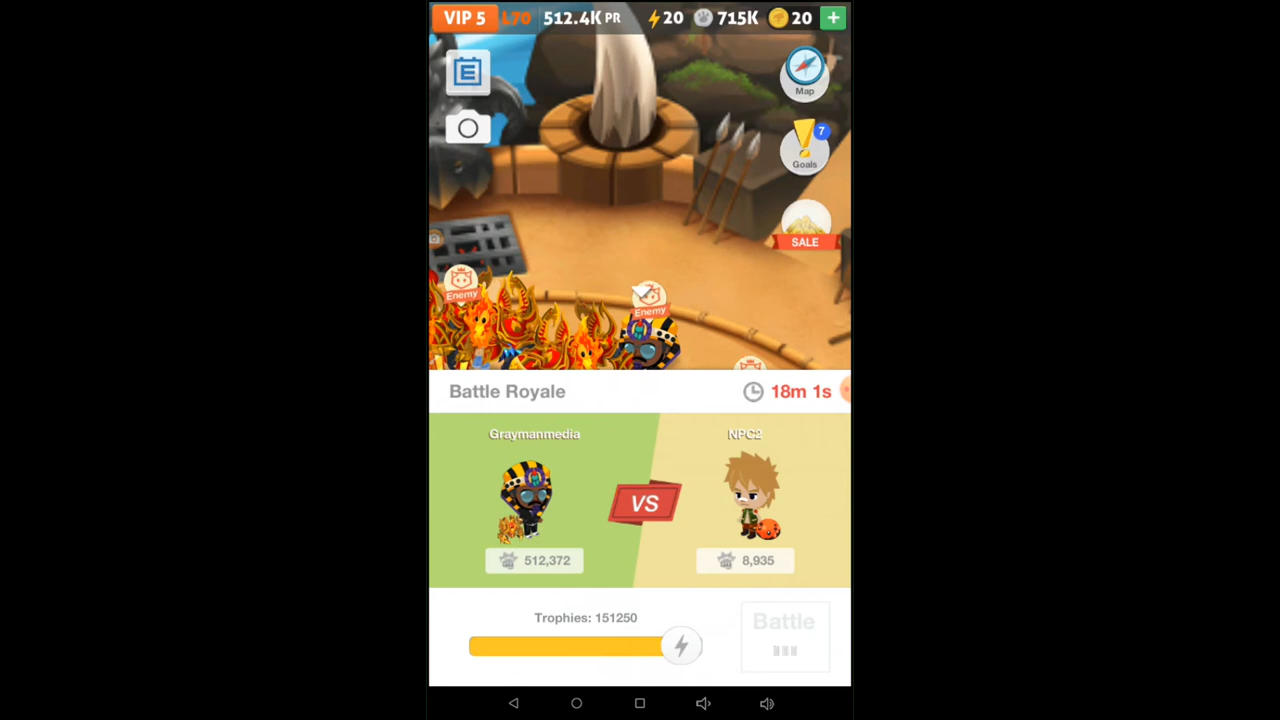 VIP 5 L70 512.4K PR 20 715K 20 +
E
Map
7
Goals
SALE
Enemy
Enemy
Battle Royale 18m 1s
Graymanmedia NPC2
VS
512,372 8,935
Trophies: 151250
Battle